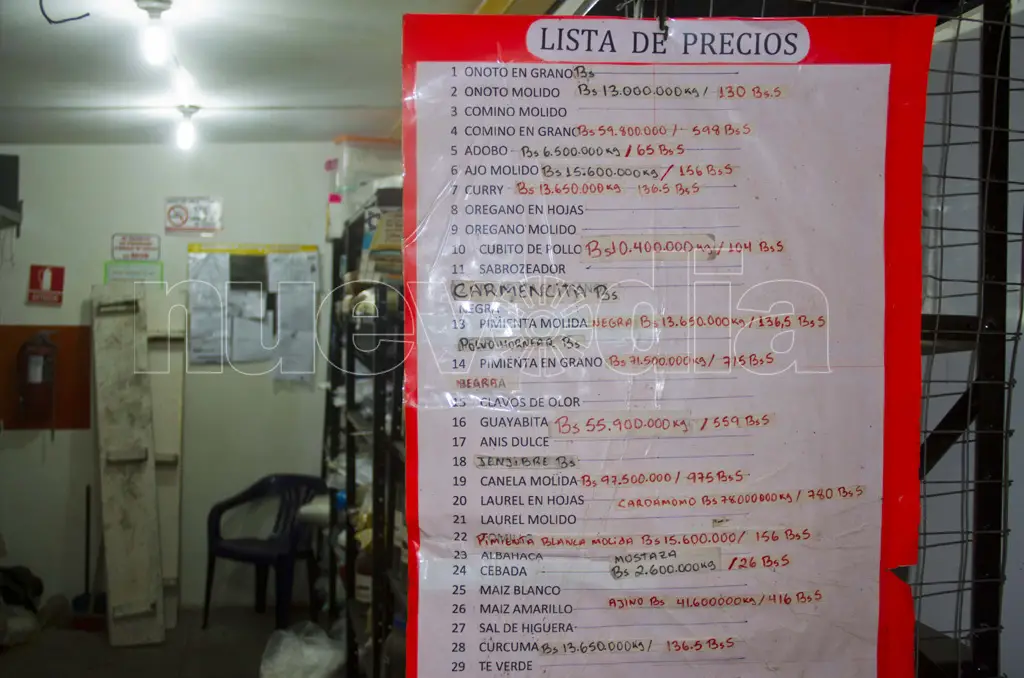 LISTA DE PRECIOS
1 ONOTO EN GRANO Bs
2 ONOTO MOLIDO Bs 13.000.000 Kg / 130 Bs.S
3 COMINO MOLIDO
4 COMINO EN GRANO Bs 59.800.000 / 598 BsS
5 ADOBO Bs 6.500.000 Kg / 65 BsS
6 AJO MOLIDO Bs 15.600.000 Kg / 156 BsS
7 CURRY Bs 13.650.000 Kg 136.5 BsS
8 OREGANO EN HOJAS
9 OREGANO MOLIDO
10 CUBITO DE POLLO Bs 10.400.000 Kg / 104 BsS
11 SABROZEADOR
CARMENCITA Bs
NEGRA
13 PIMIENTA MOLIDA NEGRA Bs 13.650.000 Kg / 136,5 BsS
POLVO HORNEAR Bs
14 PIMIENTA EN GRANO Bs 71.500.000 Kg / 715 BsS
15 CLAVOS DE OLOR
16 GUAYABITA Bs 55.900.000 Kg / 559 BsS
17 ANIS DULCE
18 JENJIBRE Bs
19 CANELA MOLIDA Bs 97.500.000 / 975 BsS
20 LAUREL EN HOJAS CARDAMOMO Bs 78000000 Kg / 780 BsS
21 LAUREL MOLIDO
22 PIMIENTA BLANCA MOLIDA Bs 15.600.000 / 156 BsS
23 ALBAHACA MOSTAZA
24 CEBADA Bs 2.600.000 Kg / 26 BsS
25 MAIZ BLANCO
26 MAIZ AMARILLO AJINO Bs 41.600000 Kg / 416 BsS
27 SAL DE HIGUERA
28 CURCUMA Bs 13.650.000 Kg / 136.5 BsS
29 TE VERDE
nuevodia